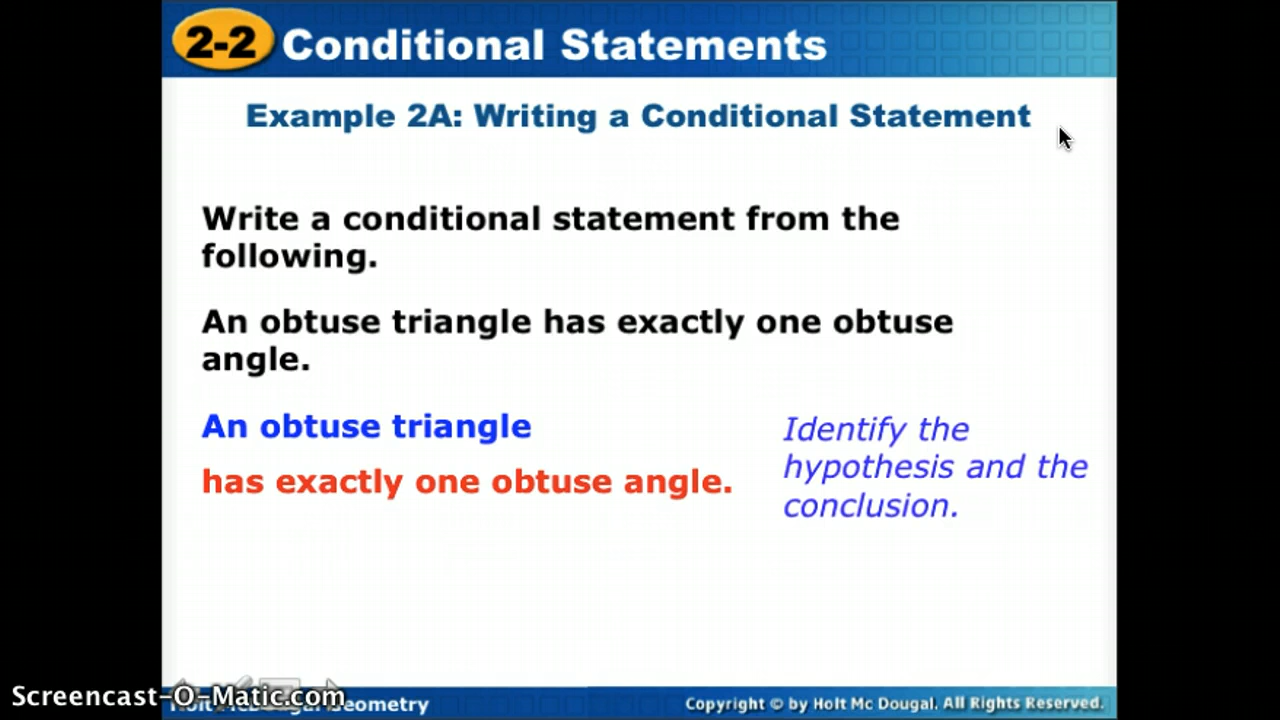 2-2 Conditional Statements
Example 2A: Writing a Conditional Statement
Write a conditional statement from the
following.
An obtuse triangle has exactly one obtuse
angle.
An obtuse triangle
has exactly one obtuse angle.
Identify the
hypothesis and the
conclusion.
Screencast-O-Matic.com
Geometry
Copyright © by Holt Mc Dougal. All Rights Reserved.